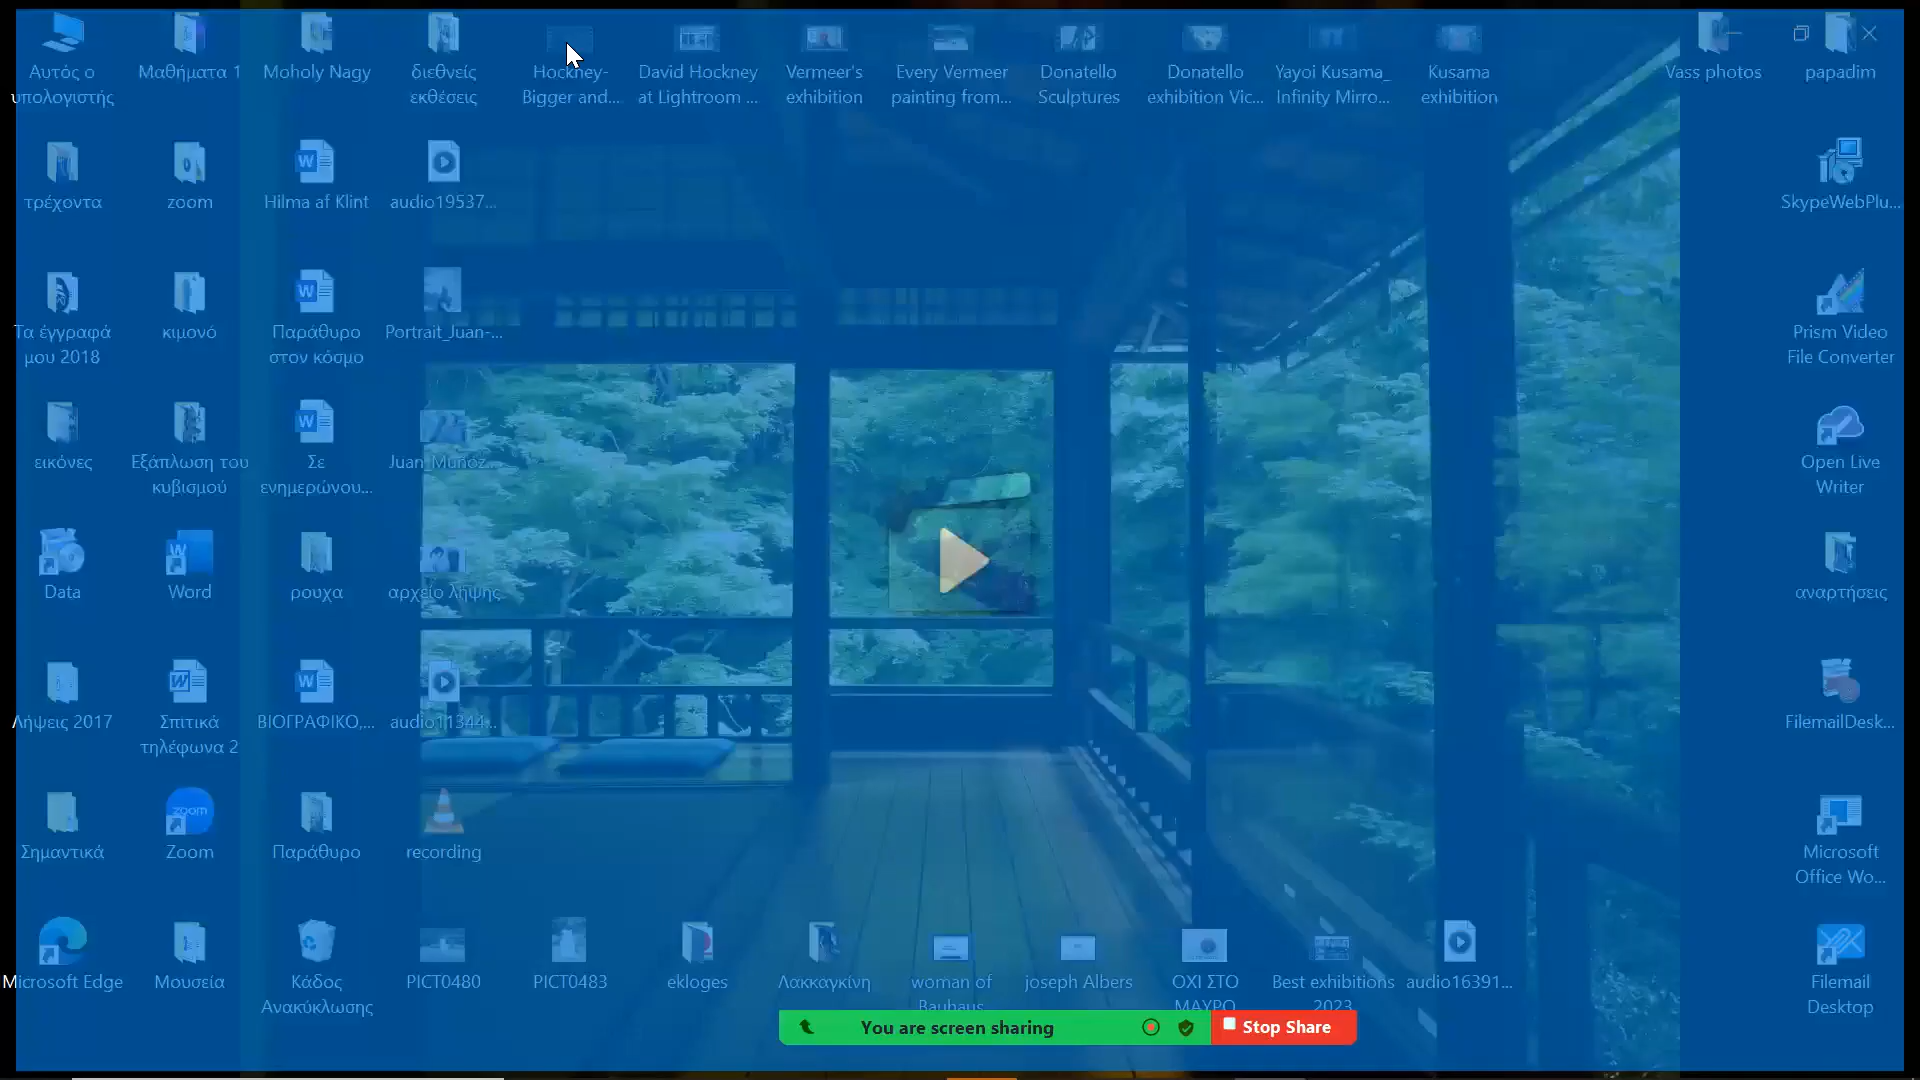 Αυτός ο
υπολογιστής
Μαθήματα 1
Moholy Nagy
διεθνείς
εκθέσεις
Hockney-
Bigger and...
David Hockney
at Lightroom ...
Vermeer's
exhibition
Every Vermeer
painting from...
Donatello
Sculptures
Donatello
exhibition Vic...
Yayoi Kusama_
Infinity Mirro...
Kusama
exhibition
Vass photos
papadim
τρέχοντα
zoom
Hilma af Klint
audio19537...
SkypeWebPlu...
Τα έγγραφά
μου 2018
κιμονό
Παράθυρο
στον κόσμο
Portrait_Juan-...
Prism Video
File Converter
εικόνες
Εξάπλωση του
κυβισμού
Σε
ενημερώνου...
Juan_Munoz...
Open Live
Writer
Data
Word
ρουχα
αρχείο λήψης
αναρτήσεις
Λήψεις 2017
Σπιτικά
τηλέφωνα 2
ΒΙΟΓΡΑΦΙΚΟ,...
audio11344...
FilemailDesk...
Σημαντικά
zoom
Zoom
Παράθυρο
recording
Microsoft
Office Wo...
Microsoft Edge
Μουσεία
Κάδος
Ανακύκλωσης
PICT0480
PICT0483
ekloges
Λακκαγκίνη
woman of
Bauhaus
joseph Albers
ΟΧΙ ΣΤΟ
ΜΑΥΡΟ
Best exhibitions
2023
audio16391...
Filemail
Desktop
You are screen sharing
Stop Share